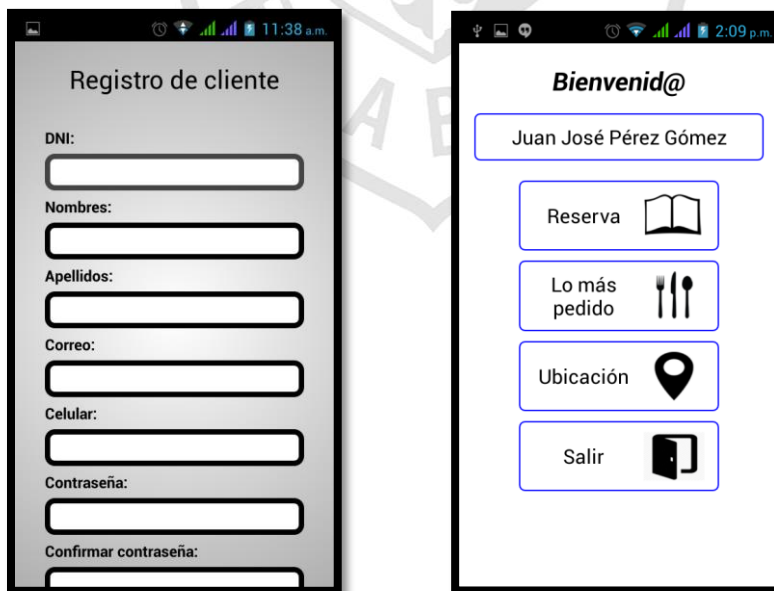 11:38 a.m.
Registro de cliente
DNI:
Nombres:
Apellidos:
Correo:
Celular:
Contraseña:
Confirmar contraseña:
2:09 p.m.
Bienvenid@
Juan José Pérez Gómez
Reserva
Lo más
pedido
Ubicación
Salir